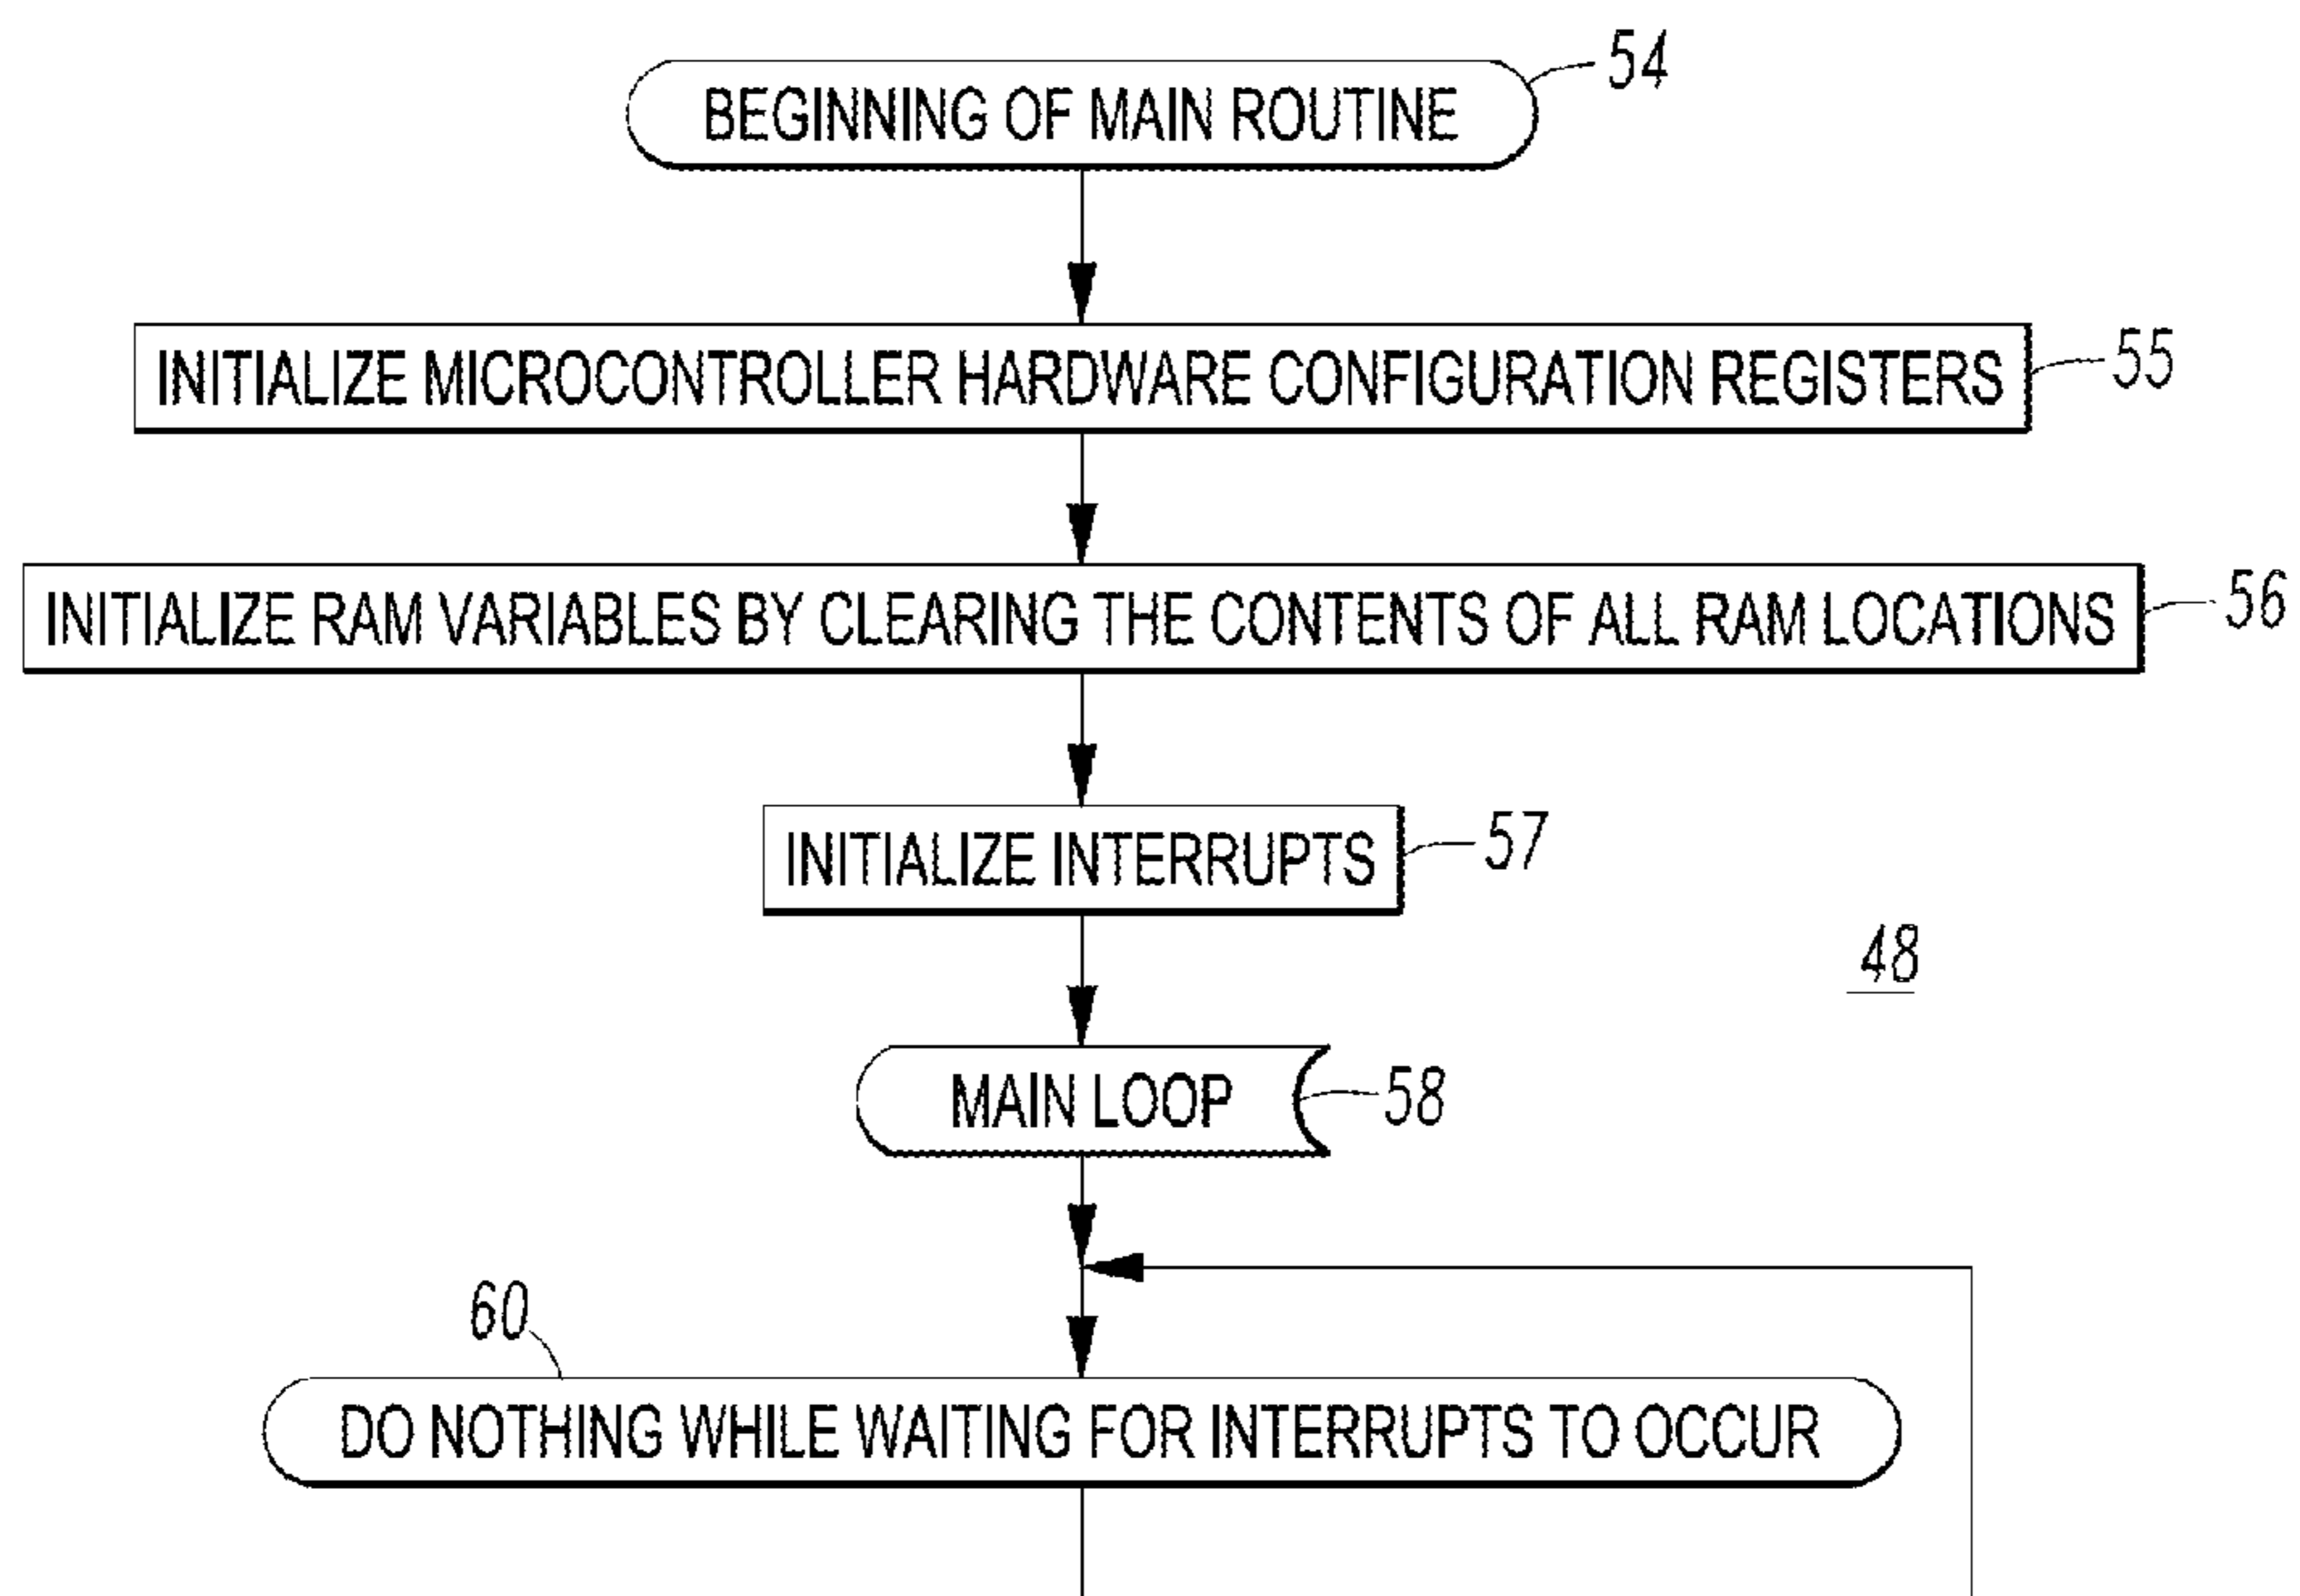 BEGINNING OF MAIN ROUTINE
54
INITIALIZE MICROCONTROLLER HARDWARE CONFIGURATION REGISTERS
55
INITIALIZE RAM VARIABLES BY CLEARING THE CONTENTS OF ALL RAM LOCATIONS
56
INITIALIZE INTERRUPTS
57
48
MAIN LOOP
58
60
DO NOTHING WHILE WAITING FOR INTERRUPTS TO OCCUR